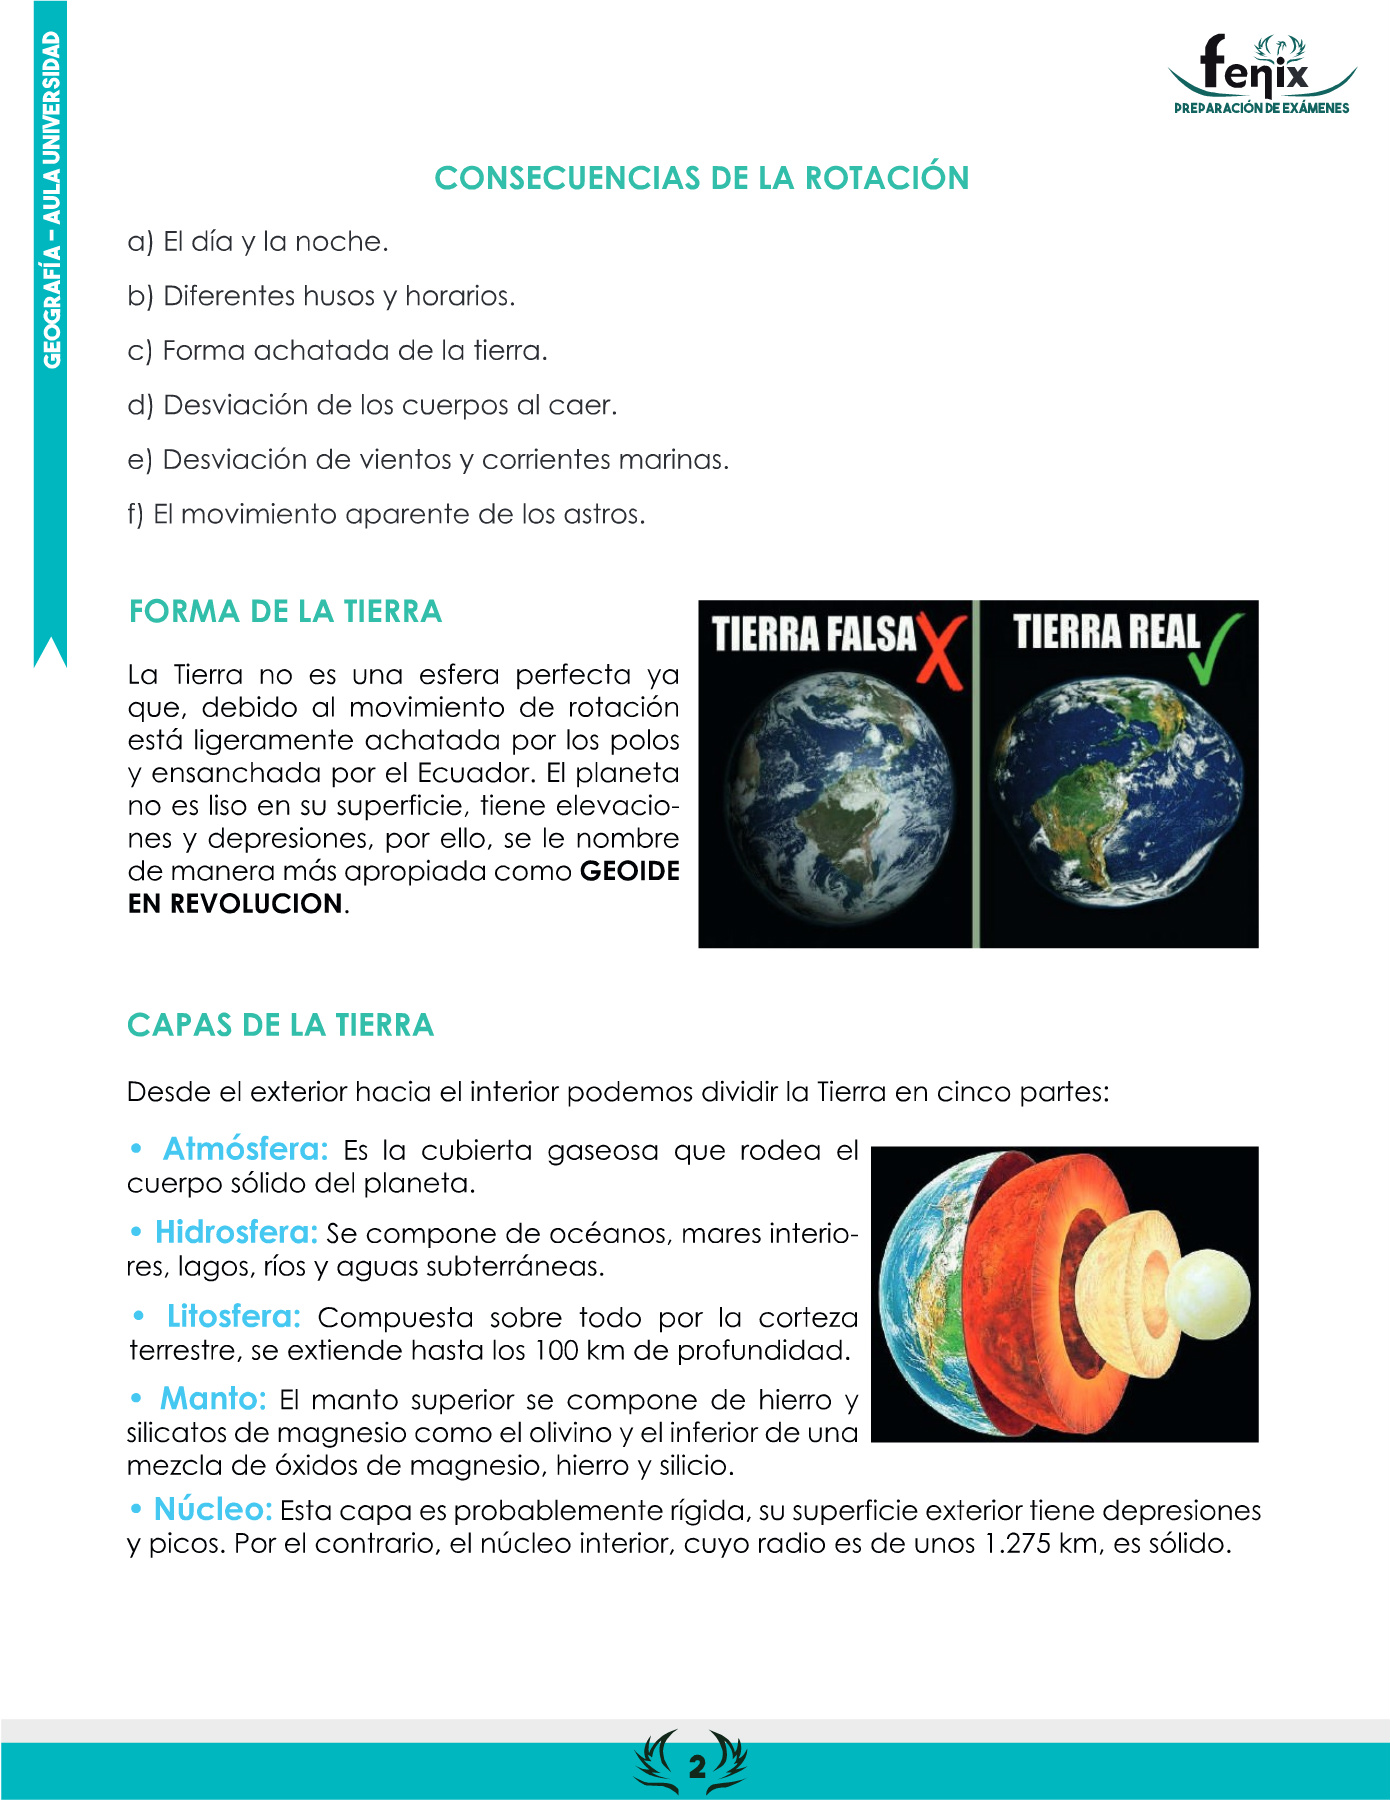 GEOGRAFÍA – AULA UNIVERSIDAD
fenix
PREPARACIÓN DE EXÁMENES
CONSECUENCIAS DE LA ROTACIÓN
a) El día y la noche.
b) Diferentes husos y horarios.
c) Forma achatada de la tierra.
d) Desviación de los cuerpos al caer.
e) Desviación de vientos y corrientes marinas.
f) El movimiento aparente de los astros.
FORMA DE LA TIERRA
La Tierra no es una esfera perfecta ya
que, debido al movimiento de rotación
está ligeramente achatada por los polos
y ensanchada por el Ecuador. El planeta
no es liso en su superficie, tiene elevacio-
nes y depresiones, por ello, se le nombre
de manera más apropiada como GEOIDE
EN REVOLUCION.
TIERRA FALSA
TIERRA REAL
CAPAS DE LA TIERRA
Desde el exterior hacia el interior podemos dividir la Tierra en cinco partes:
• Atmósfera: Es la cubierta gaseosa que rodea el
cuerpo sólido del planeta.
• Hidrosfera: Se compone de océanos, mares interio-
res, lagos, ríos y aguas subterráneas.
• Litosfera: Compuesta sobre todo por la corteza
terrestre, se extiende hasta los 100 km de profundidad.
• Manto: El manto superior se compone de hierro y
silicatos de magnesio como el olivino y el inferior de una
mezcla de óxidos de magnesio, hierro y silicio.
• Núcleo: Esta capa es probablemente rígida, su superficie exterior tiene depresiones
y picos. Por el contrario, el núcleo interior, cuyo radio es de unos 1.275 km, es sólido.
2